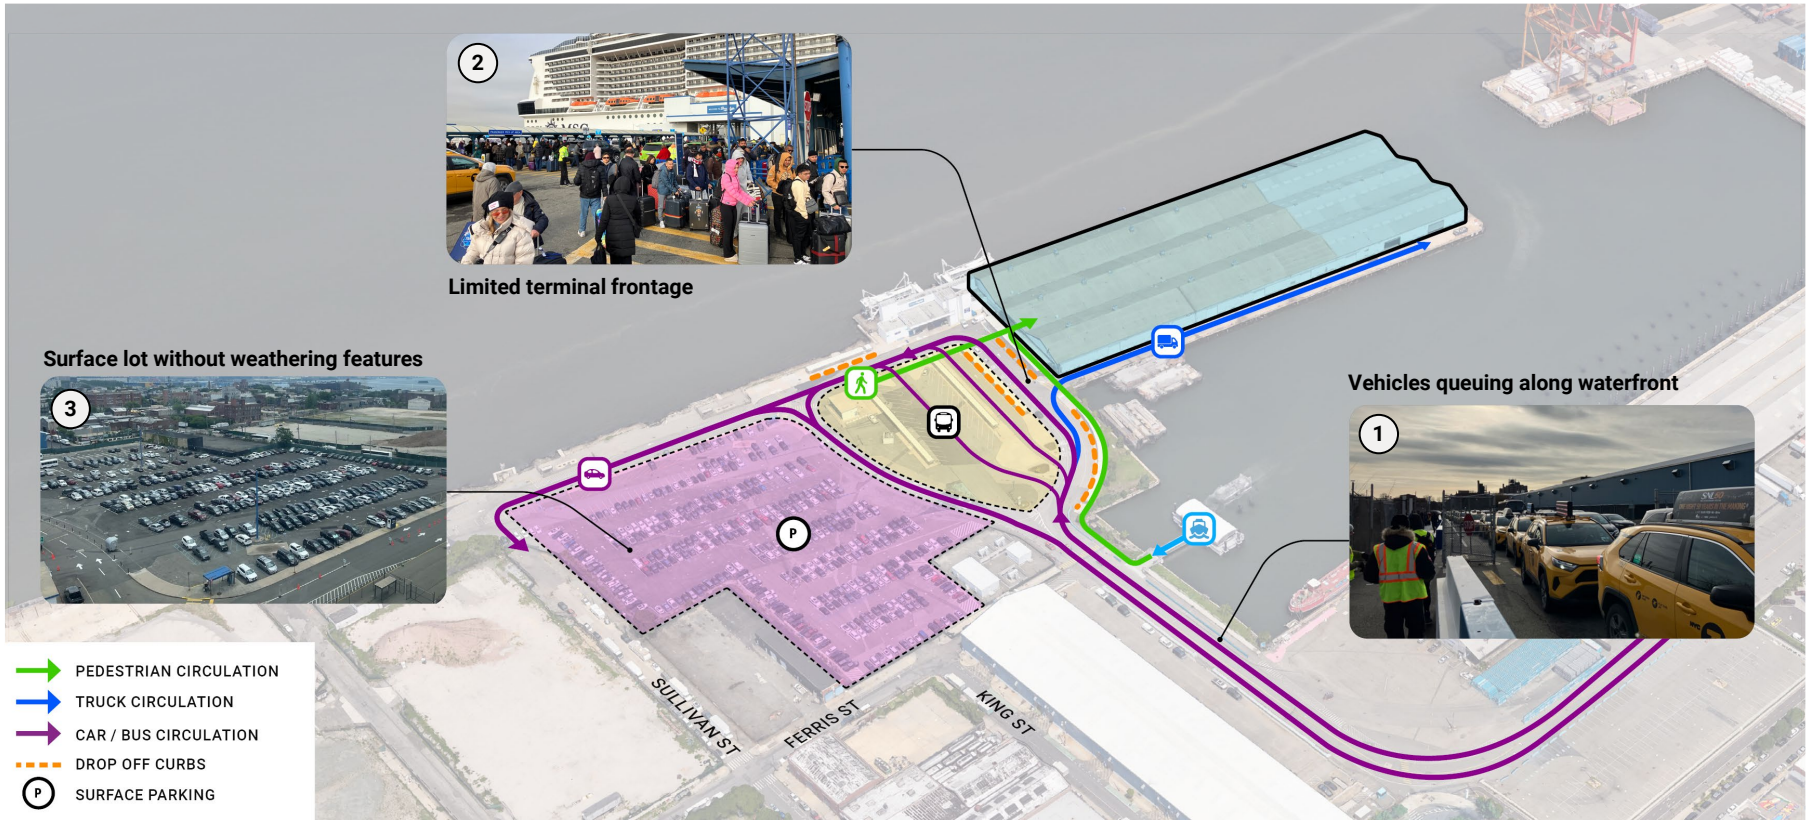 2
MSC
Limited terminal frontage
Surface lot without weathering features
3
Vehicles queuing along waterfront
1
P
SULLIVAN ST
FERRIS ST
KING ST
PEDESTRIAN CIRCULATION
TRUCK CIRCULATION
CAR / BUS CIRCULATION
DROP OFF CURBS
P
SURFACE PARKING